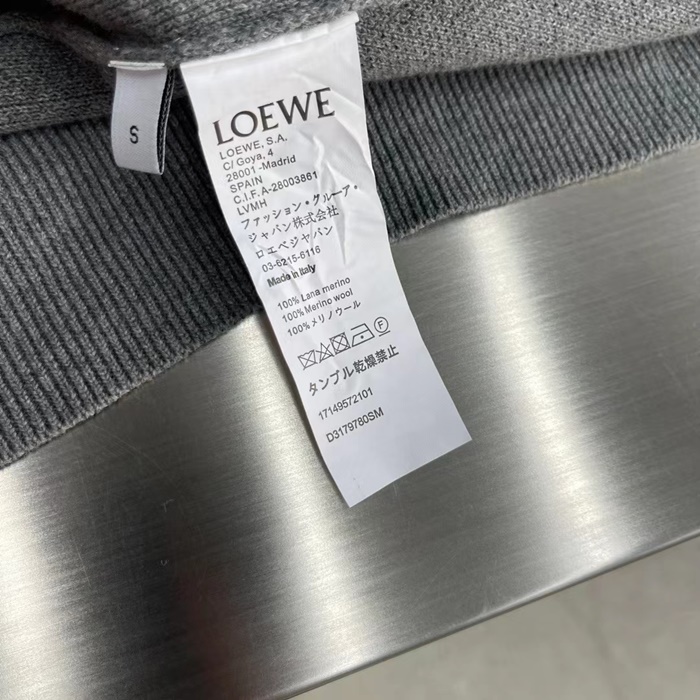 S
LOEWE
LOEWE, S.A.
C/ Goya, 4
28001 -Madrid
SPAIN
C.I.F.A-28003861
LVMH
ファッション・グループ・
ジャパン株式会社
ロエベジャパン
03-6215-6116
Made in Italy
100% Lana merino
100% Merino wool
100%メリノウール
F
タンブル乾燥禁止
17149572101
D3179780SM